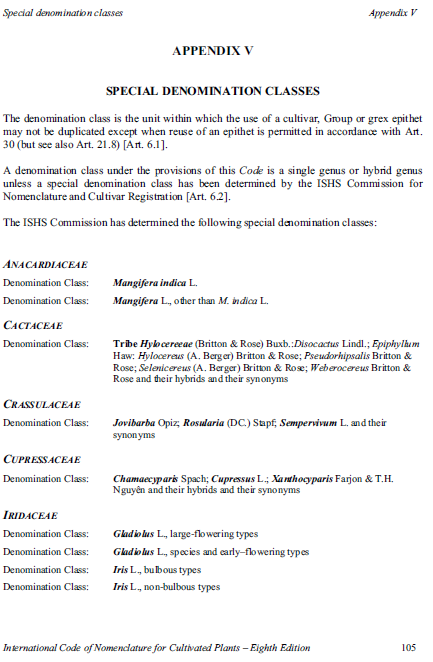 Special denomination classes Appendix V
APPENDIX V
SPECIAL DENOMINATION CLASSES
The denomination class is the unit within which the use of a cultivar, Group or grex epithet
may not be duplicated except when reuse of an epithet is permitted in accordance with Art.
30 (but see also Art. 21.8) [Art. 6.1].
A denomination class under the provisions of this Code is a single genus or hybrid genus
unless a special denomination class has been determined by the ISHS Commission for
Nomenclature and Cultivar Registration [Art. 6.2].
The ISHS Commission has determined the following special denomination classes:
ANACARDIACEAE
Denomination Class: Mangifera indica L.
Denomination Class: Mangifera L., other than M. indica L.
CACTACEAE
Denomination Class: Tribe Hylocereeae (Britton & Rose) Buxb.:Disocactus Lindl.; Epiphyllum
Haw: Hylocereus (A. Berger) Britton & Rose; Pseudorhipsalis Britton &
Rose; Selenicereus (A. Berger) Britton & Rose; Weberocereus Britton &
Rose and their hybrids and their synonyms
CRASSULACEAE
Denomination Class: Jovibarba Opiz; Rosularia (DC.) Stapf; Sempervivum L. and their
synonyms
CUPRESSACEAE
Denomination Class: Chamaecyparis Spach; Cupressus L.; Xanthocyparis Farjon & T.H.
Nguyên and their hybrids and their synonyms
IRIDACEAE
Denomination Class: Gladiolus L., large-flowering types
Denomination Class: Gladiolus L., species and early–flowering types
Denomination Class: Iris L., bulbous types
Denomination Class: Iris L., non-bulbous types
International Code of Nomenclature for Cultivated Plants – Eighth Edition 105